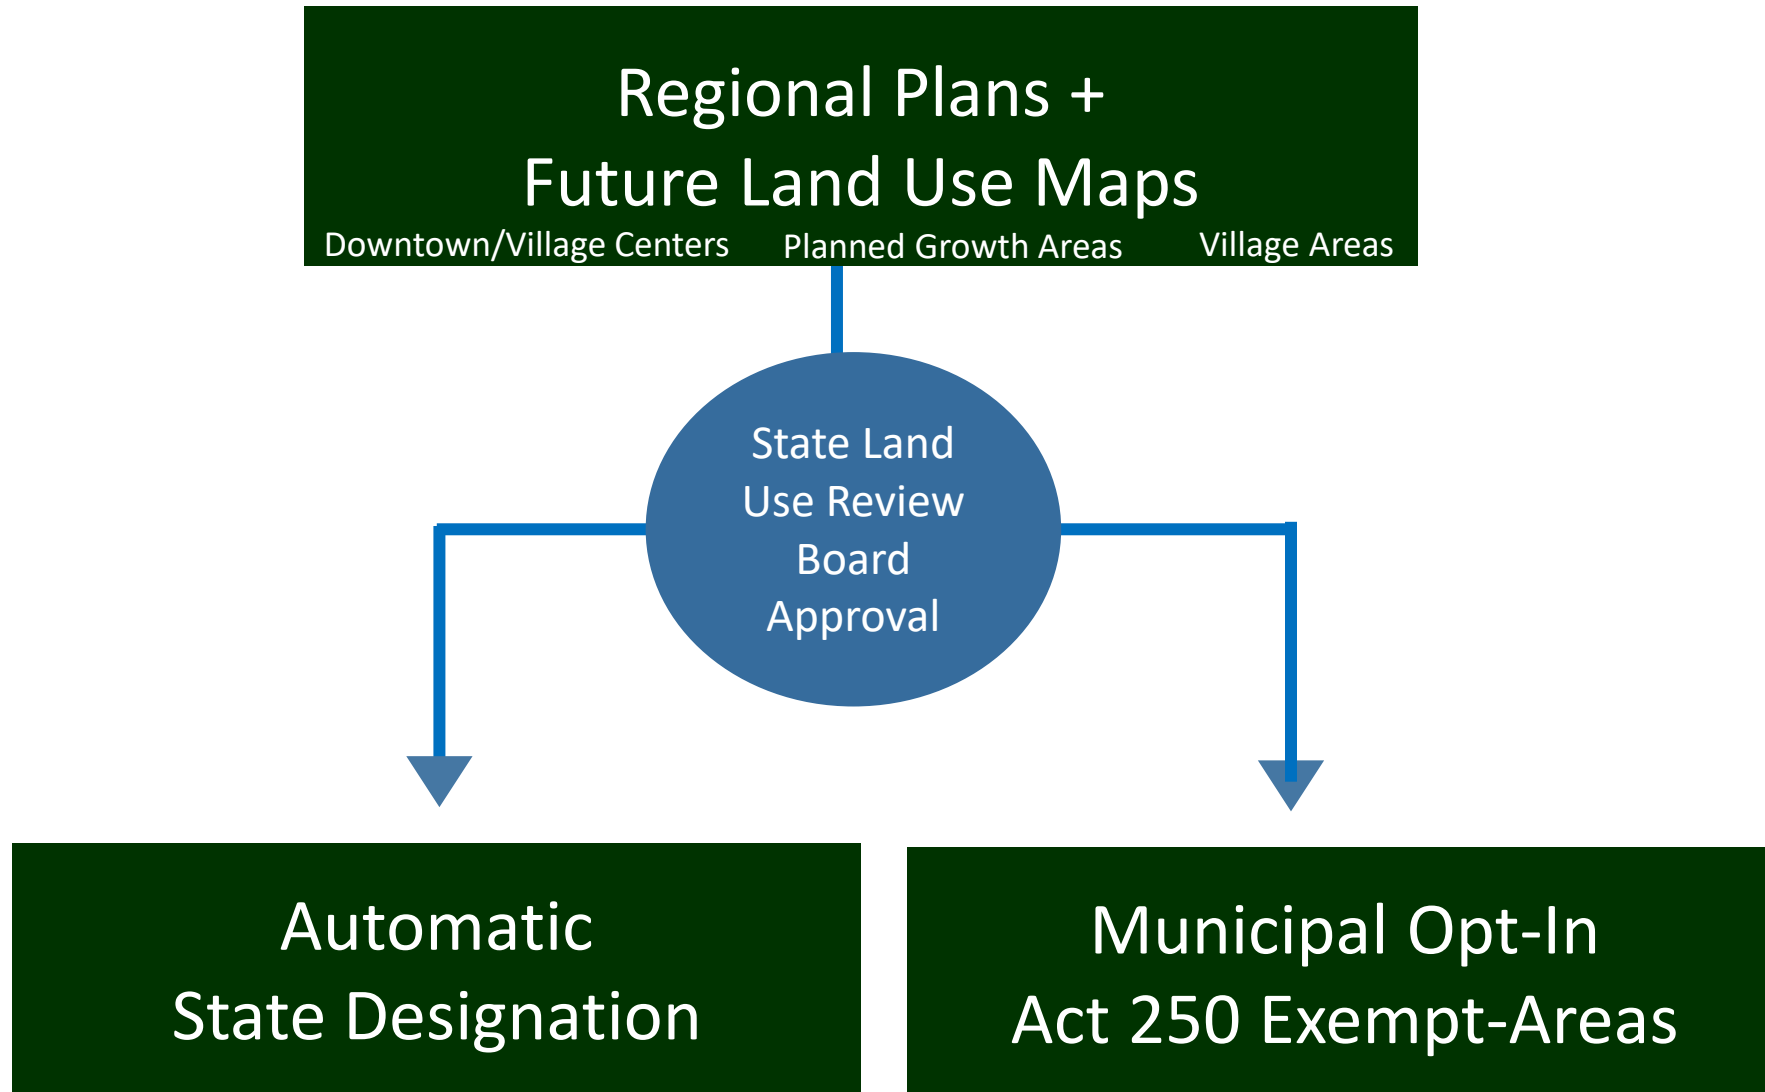 Regional Plans +
Future Land Use Maps
Downtown/Village Centers
Planned Growth Areas
Village Areas
State Land
Use Review
Board
Approval
Automatic
State Designation
Municipal Opt-In
Act 250 Exempt-Areas